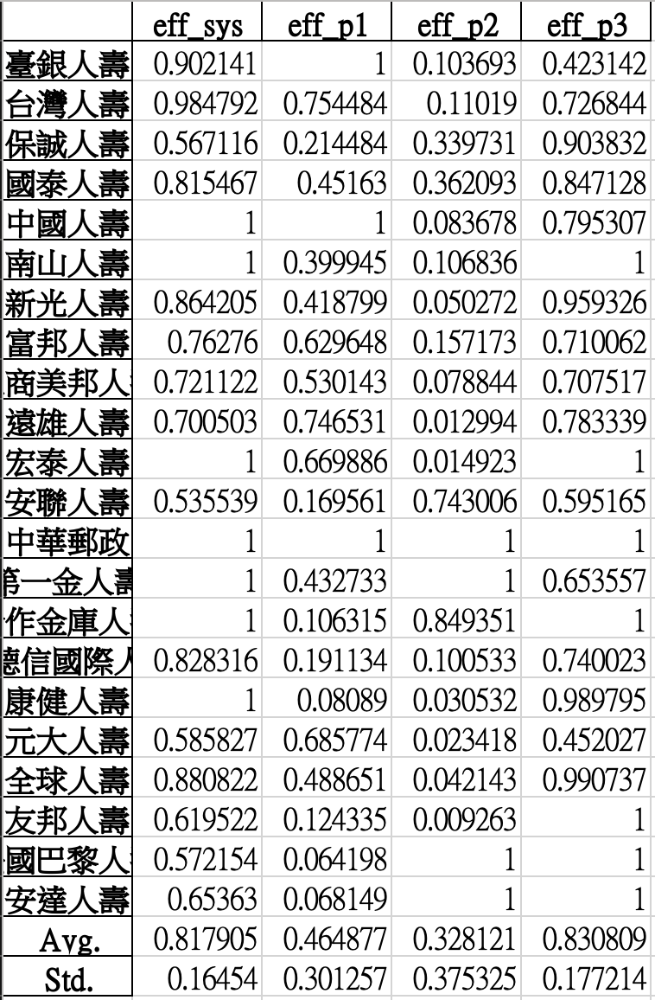 eff_sys eff_p1 eff_p2 eff_p3
臺銀人壽 0.902141 1 0.103693 0.423142
台灣人壽 0.984792 0.754484 0.11019 0.726844
保誠人壽 0.567116 0.214484 0.339731 0.903832
國泰人壽 0.815467 0.45163 0.362093 0.847128
中國人壽 1 1 0.083678 0.795307
南山人壽 1 0.399945 0.106836 1
新光人壽 0.864205 0.418799 0.050272 0.959326
富邦人壽 0.76276 0.629648 0.157173 0.710062
商美邦人 0.721122 0.530143 0.078844 0.707517
遠雄人壽 0.700503 0.746531 0.012994 0.783339
宏泰人壽 1 0.669886 0.014923 1
安聯人壽 0.535539 0.169561 0.743006 0.595165
中華郵政 1 1 1 1
第一金人壽 1 0.432733 1 0.653557
作金庫人 1 0.106315 0.849351 1
德信國際人 0.828316 0.191134 0.100533 0.740023
康健人壽 1 0.08089 0.030532 0.989795
元大人壽 0.585827 0.685774 0.023418 0.452027
全球人壽 0.880822 0.488651 0.042143 0.990737
友邦人壽 0.619522 0.124335 0.009263 1
國巴黎人 0.572154 0.064198 1 1
安達人壽 0.65363 0.068149 1 1
Avg. 0.817905 0.464877 0.328121 0.830809
Std. 0.16454 0.301257 0.375325 0.177214